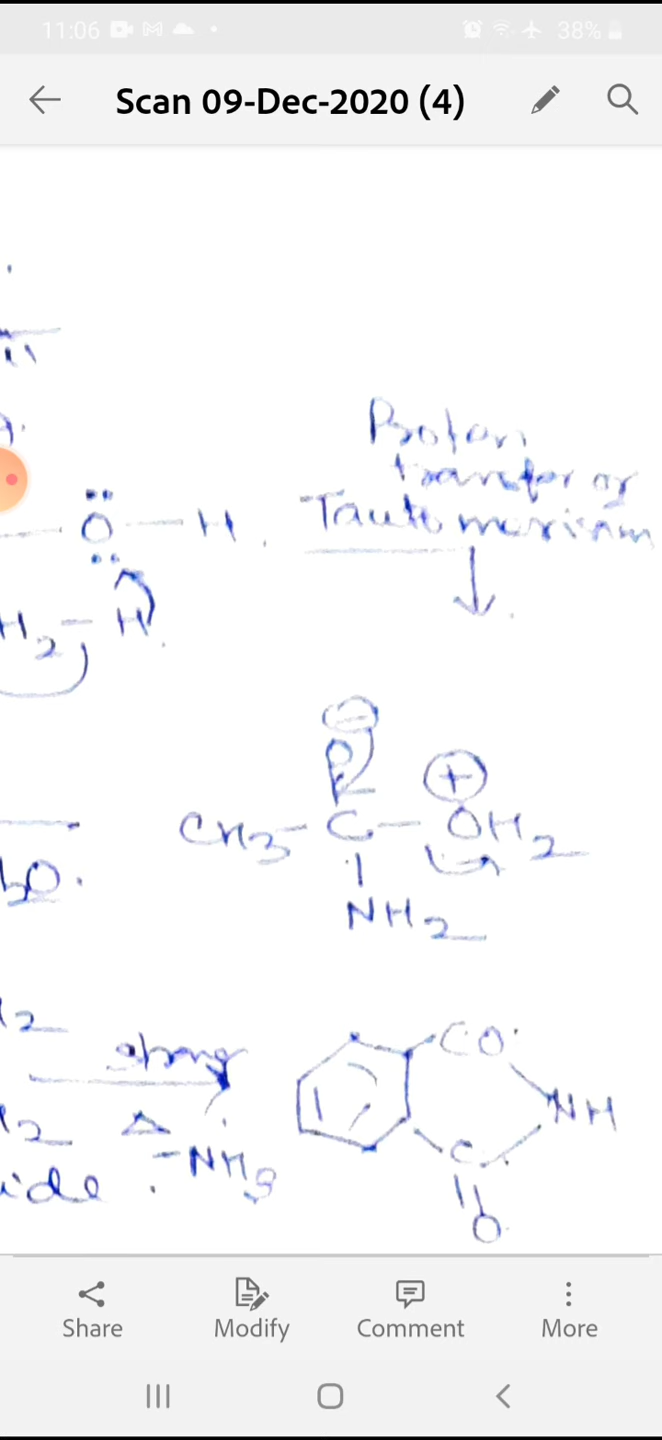 11:06
38%
Scan 09-Dec-2020 (4)
Proton
transfer or
Tautomerism
Ö — H
H2 — H
⊖
O
⊕
CH3 — C — OH2
NH2
strong
Δ
-NH3
CO
NH
C
O
Share
Modify
Comment
More